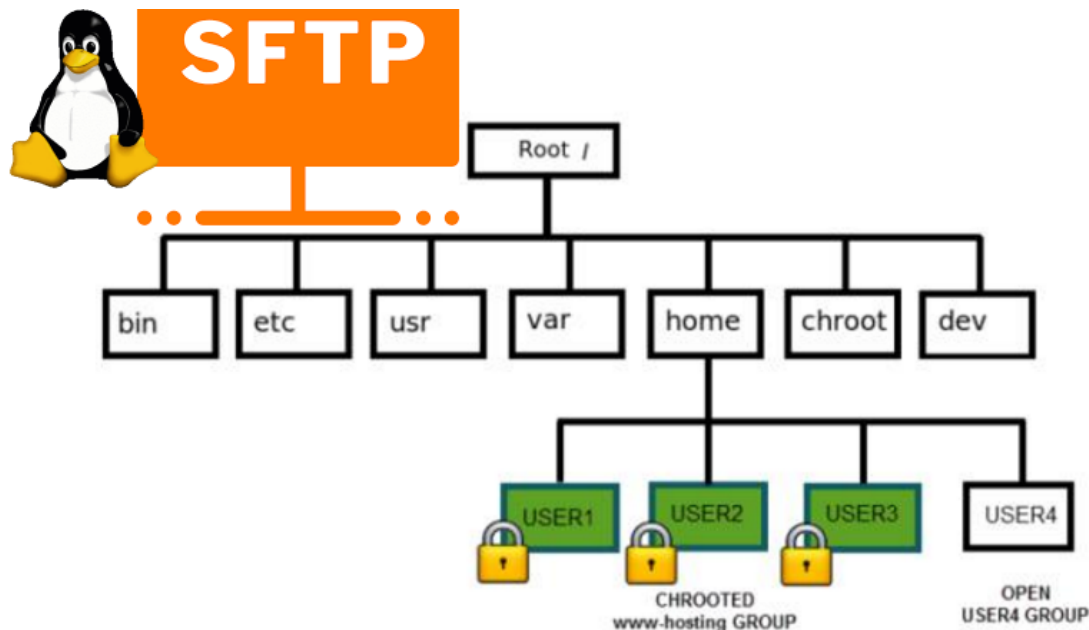 SFTP
Root /
bin
etc
usr
var
home
chroot
dev
USER1
USER2
USER3
USER4
CHROOTED
www-hosting GROUP
OPEN
USER4 GROUP